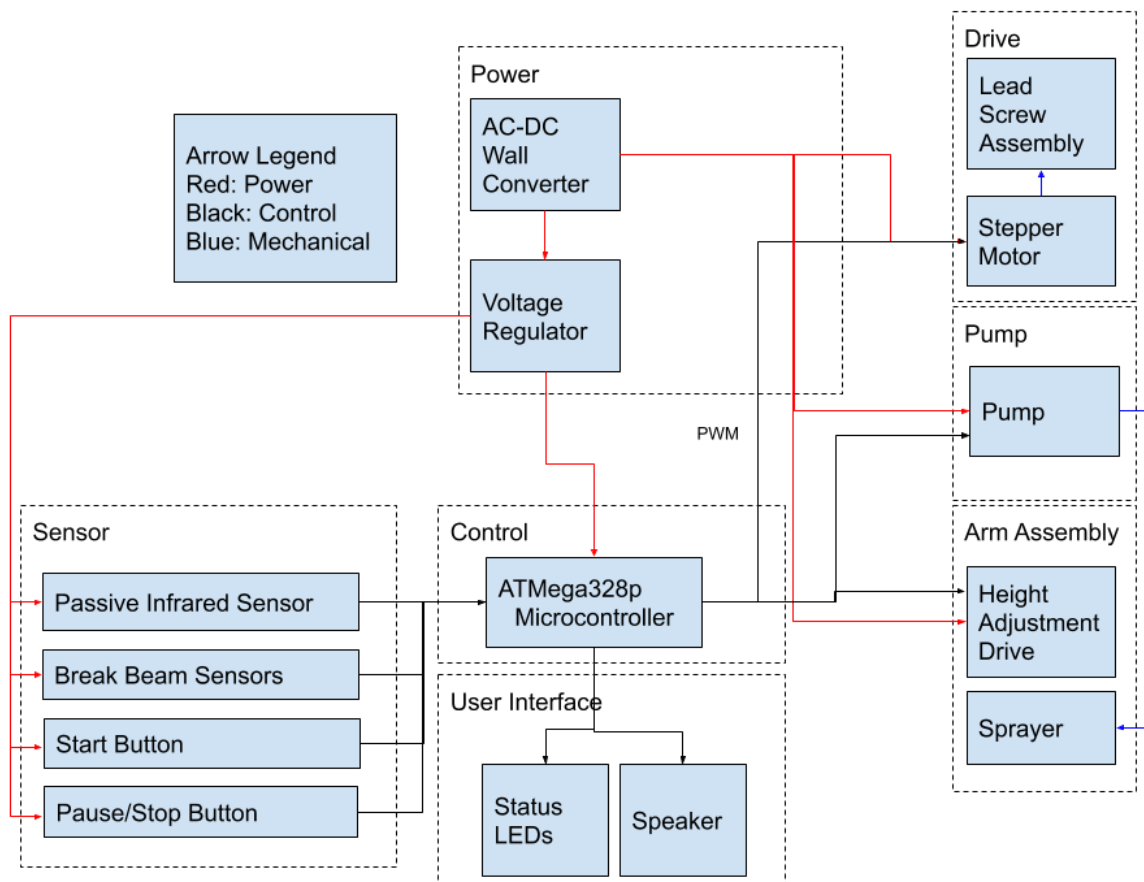 Drive
Lead
Screw
Assembly
Stepper
Motor
Power
AC-DC
Wall
Converter
Voltage
Regulator
Arrow Legend
Red: Power
Black: Control
Blue: Mechanical
Pump
Pump
PWM
Arm Assembly
Height
Adjustment
Drive
Sprayer
Sensor
Passive Infrared Sensor
Break Beam Sensors
Start Button
Pause/Stop Button
Control
ATMega328p
Microcontroller
User Interface
Status
LEDs
Speaker